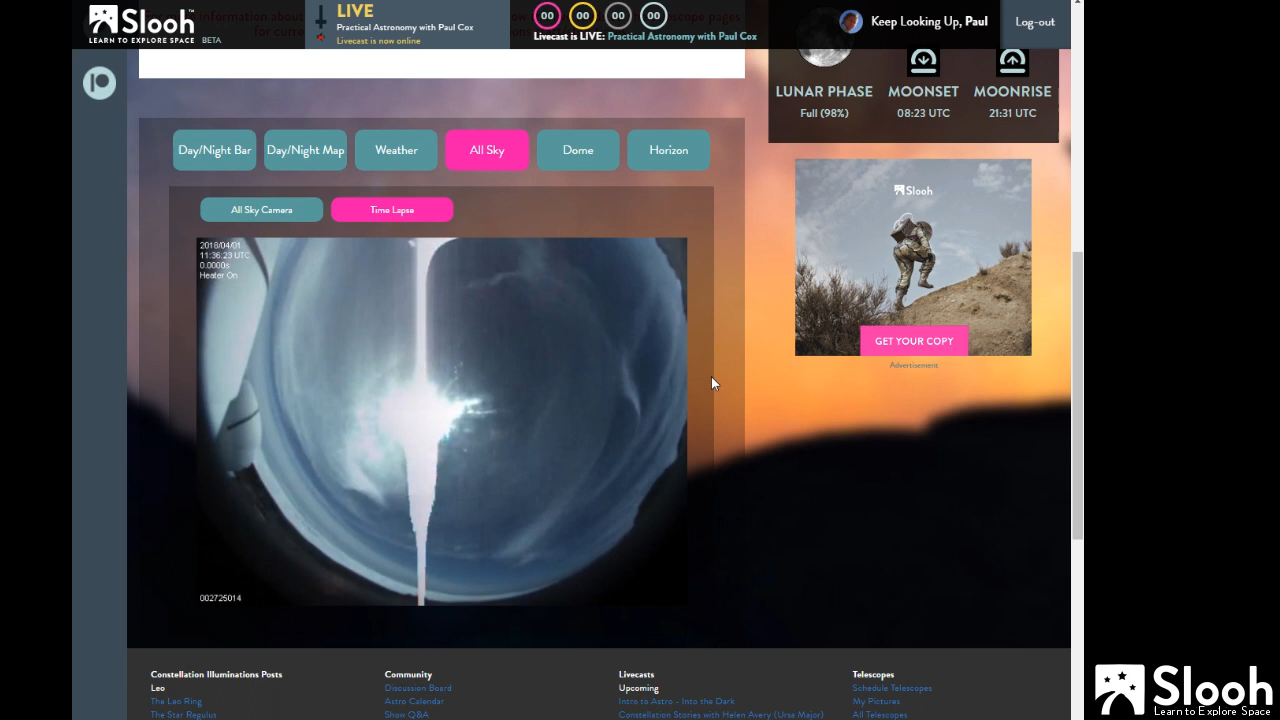 Slooh
LEARN TO EXPLORE SPACE BETA
LIVE
Practical Astronomy with Paul Cox
Livecast is now online
00 00 00 00
Livecast is LIVE: Practical Astronomy with Paul Cox
Keep Looking Up, Paul
Log-out
LUNAR PHASE
Full (98%)
MOONSET
08:23 UTC
MOONRISE
21:31 UTC
Day/Night Bar
Day/Night Map
Weather
All Sky
Dome
Horizon
All Sky Camera
Time Lapse
2018/04/01
11:36:23 UTC
0.0000s
Heater On
002725014
Slooh
GET YOUR COPY
Advertisement
Constellation Illuminations Posts
Leo
The Leo Ring
The Star Regulus
Community
Discussion Board
Astro Calendar
Show Q&A
Livecasts
Upcoming
Intro to Astro - Into the Dark
Constellation Stories with Helen Avery (Ursa Major)
Telescopes
Schedule Telescopes
My Pictures
All Telescopes
Slooh
Learn to Explore Space